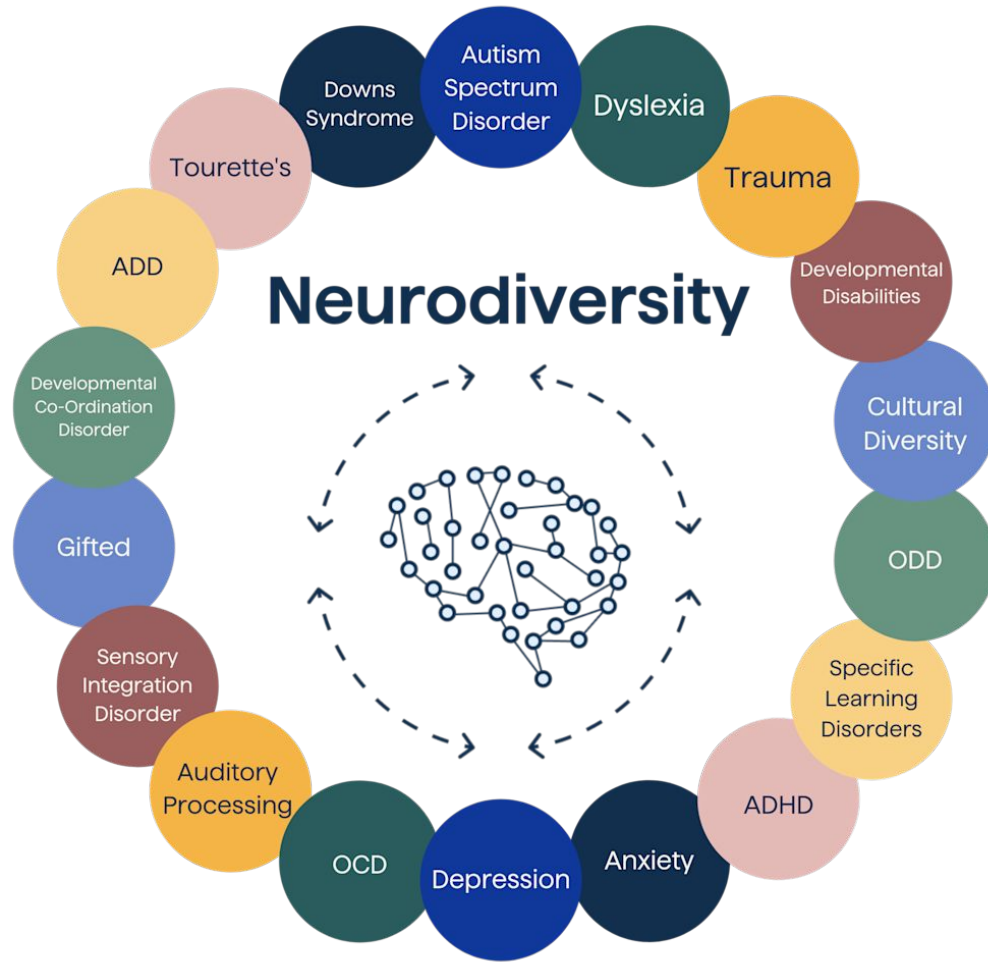 Neurodiversity
Autism
Spectrum
Disorder
Dyslexia
Trauma
Developmental
Disabilities
Cultural
Diversity
ODD
Specific
Learning
Disorders
ADHD
Anxiety
Depression
OCD
Auditory
Processing
Sensory
Integration
Disorder
Gifted
Developmental
Co-Ordination
Disorder
ADD
Tourette's
Downs
Syndrome